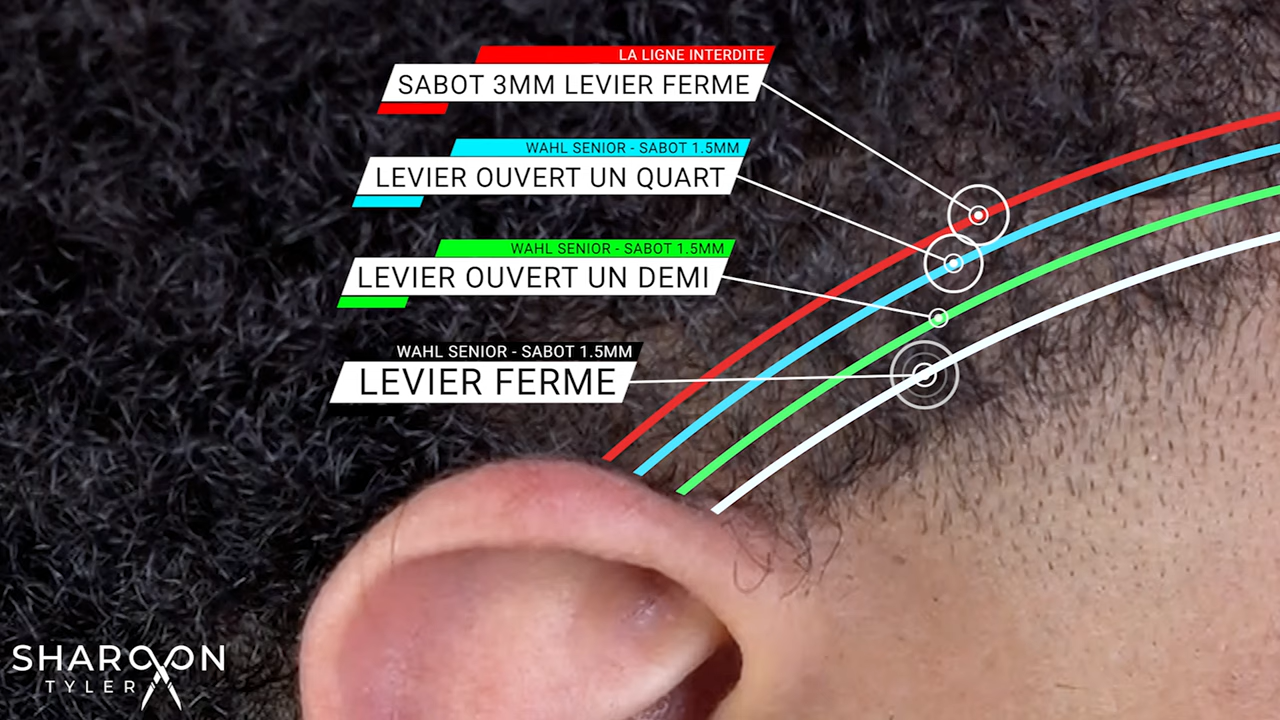 LA LIGNE INTERDITE
SABOT 3MM LEVIER FERME
WAHL SENIOR - SABOT 1.5MM
LEVIER OUVERT UN QUART
WAHL SENIOR - SABOT 1.5MM
LEVIER OUVERT UN DEMI
WAHL SENIOR - SABOT 1.5MM
LEVIER FERME
SHAROON
TYLER